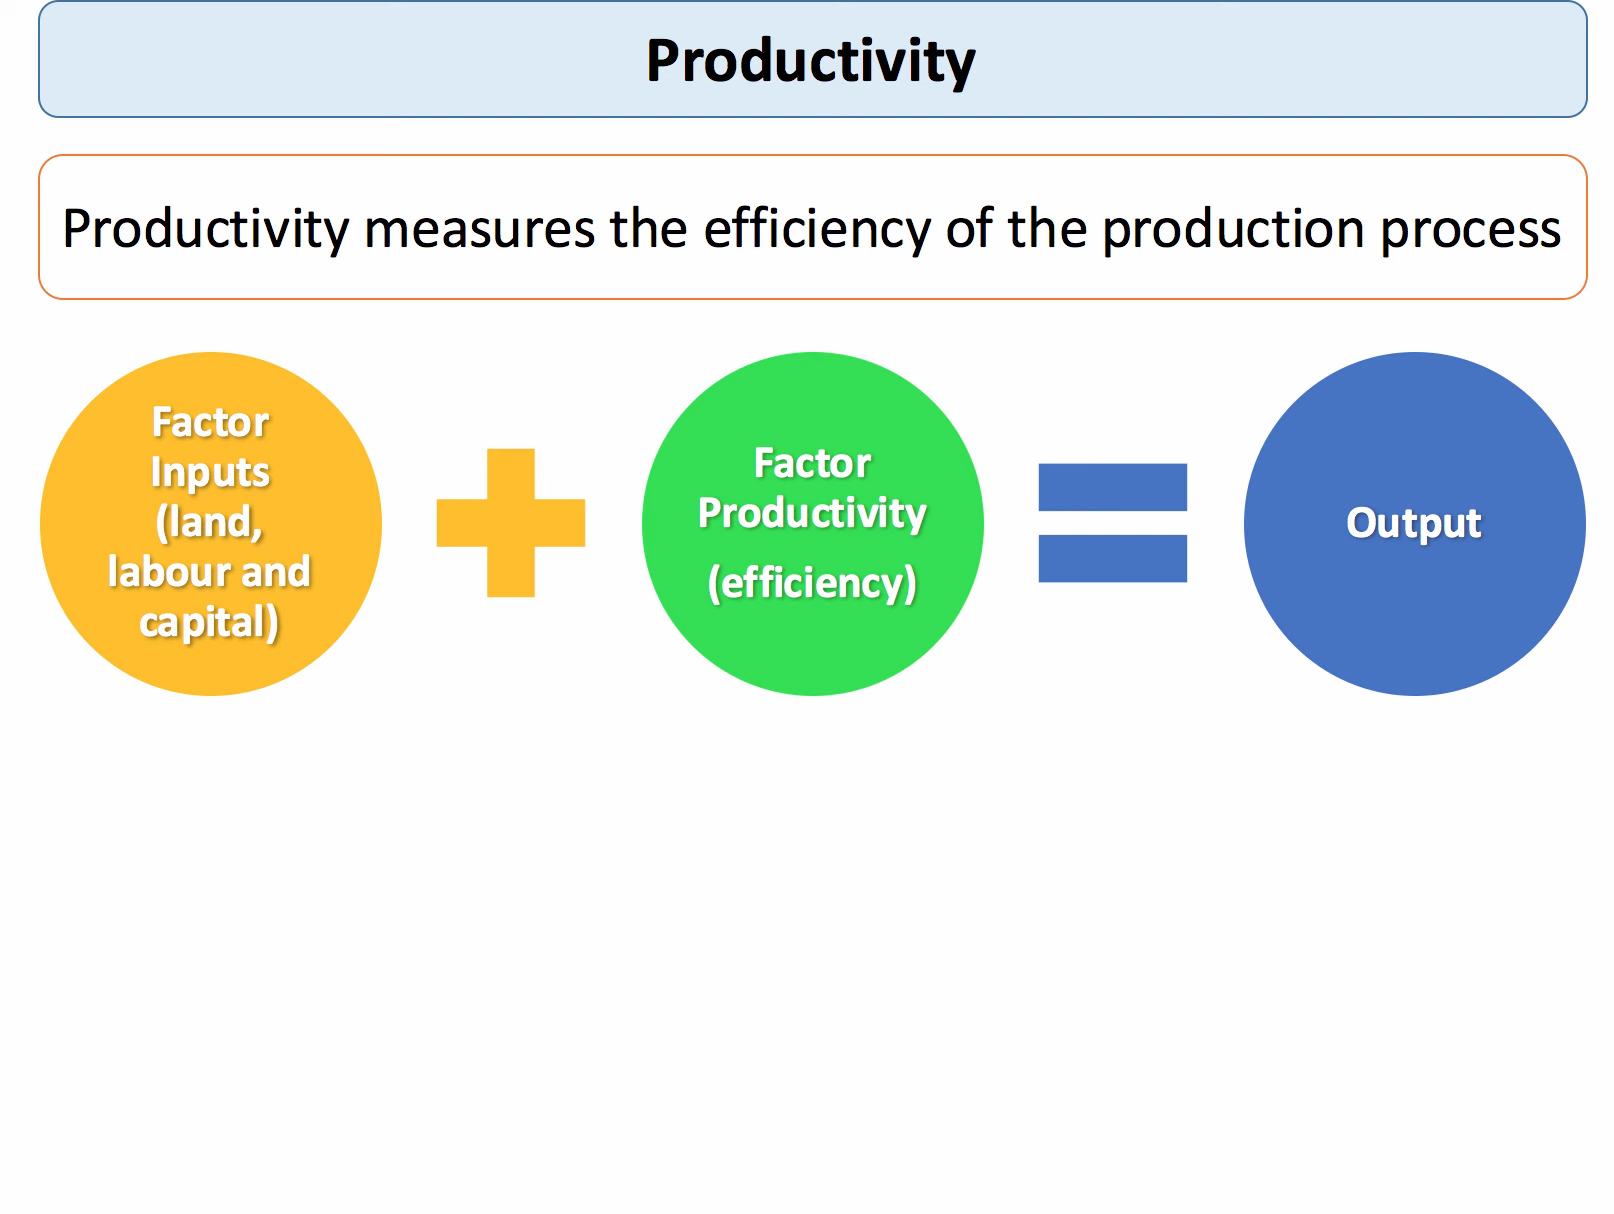 Productivity
Productivity measures the efficiency of the production process
Factor
Inputs
(land,
labour and
capital)
Factor
Productivity
(efficiency)
Output